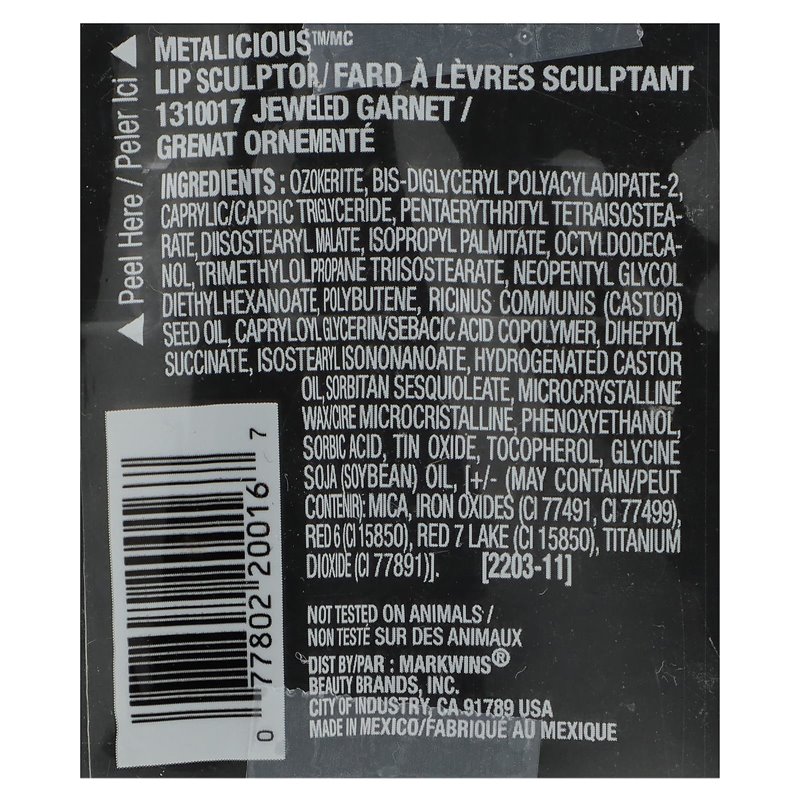 Peel Here / Peler Ici
METALICIOUS™/MC
LIP SCULPTOR/ FARD À LÈVRES SCULPTANT
1310017 JEWELED GARNET /
GRENAT ORNEMENTÉ
INGREDIENTS : OZOKERITE, BIS-DIGLYCERYL POLYACYLADIPATE-2,
CAPRYLIC/CAPRIC TRIGLYCERIDE, PENTAERYTHRITYL TETRAISOSTEA-
RATE, DIISOSTEARYL MALATE, ISOPROPYL PALMITATE, OCTYLDODECA-
NOL, TRIMETHYLOLPROPANE TRIISOSTEARATE, NEOPENTYL GLYCOL
DIETHYLHEXANOATE, POLYBUTENE, RICINUS COMMUNIS (CASTOR)
SEED OIL, CAPRYLOYL GLYCERIN/SEBACIC ACID COPOLYMER, DIHEPTYL
SUCCINATE, ISOSTEARYL ISONONANOATE, HYDROGENATED CASTOR
OIL, SORBITAN SESQUIOLEATE, MICROCRYSTALLINE
WAX/CIRE MICROCRISTALLINE, PHENOXYETHANOL,
SORBIC ACID, TIN OXIDE, TOCOPHEROL, GLYCINE
SOJA (SOYBEAN) OIL, [+/- (MAY CONTAIN/PEUT
CONTENIR): MICA, IRON OXIDES (CI 77491, CI 77499),
RED 6 (CI 15850), RED 7 LAKE (CI 15850), TITANIUM
DIOXIDE (CI 77891)]. [2203-11]
NOT TESTED ON ANIMALS /
NON TESTÉ SUR DES ANIMAUX
DIST BY/PAR : MARKWINS®
BEAUTY BRANDS, INC.
CITY OF INDUSTRY, CA 91789 USA
MADE IN MEXICO/FABRIQUÉ AU MEXIQUE
0 77802 20016 7